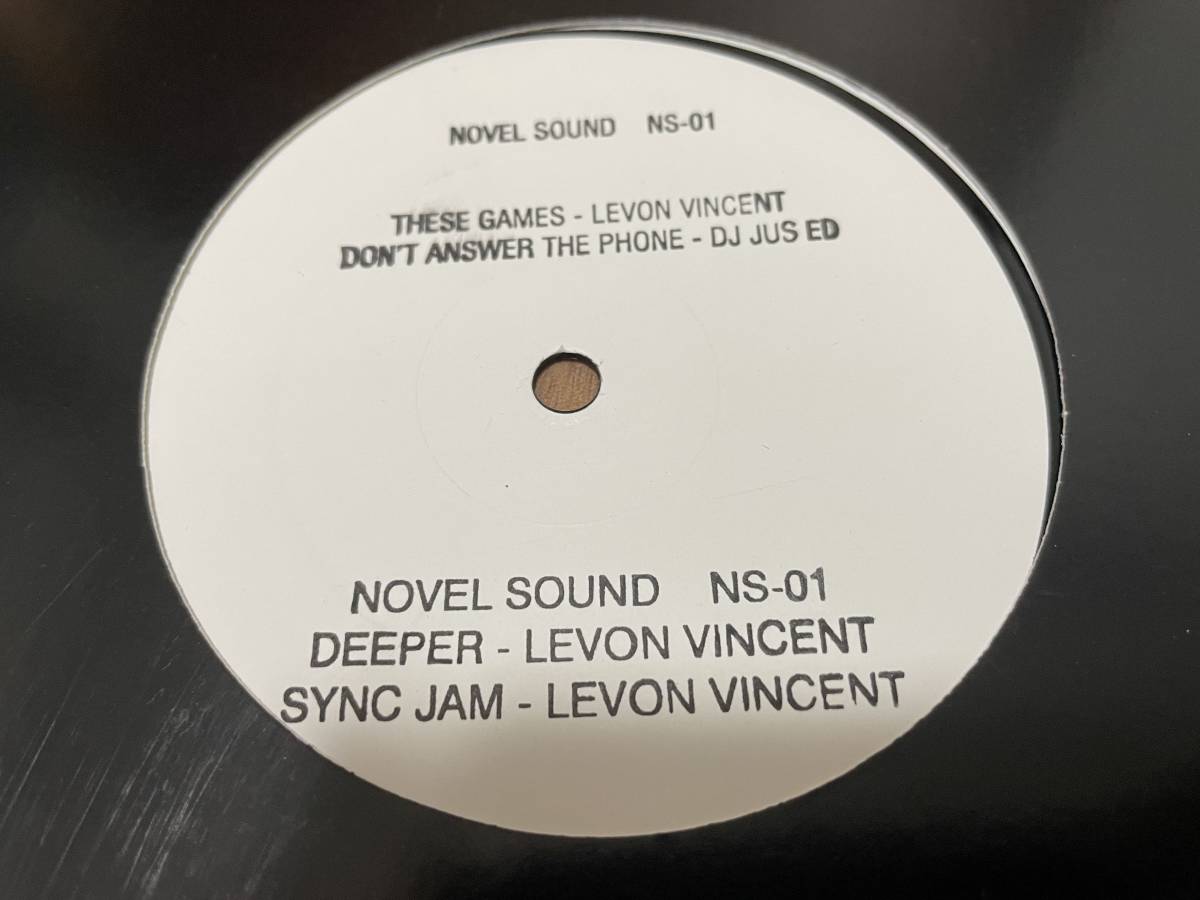 NOVEL SOUND NS-01
THESE GAMES - LEVON VINCENT
DON'T ANSWER THE PHONE - DJ JUS ED
NOVEL SOUND NS-01
DEEPER - LEVON VINCENT
SYNC JAM - LEVON VINCENT